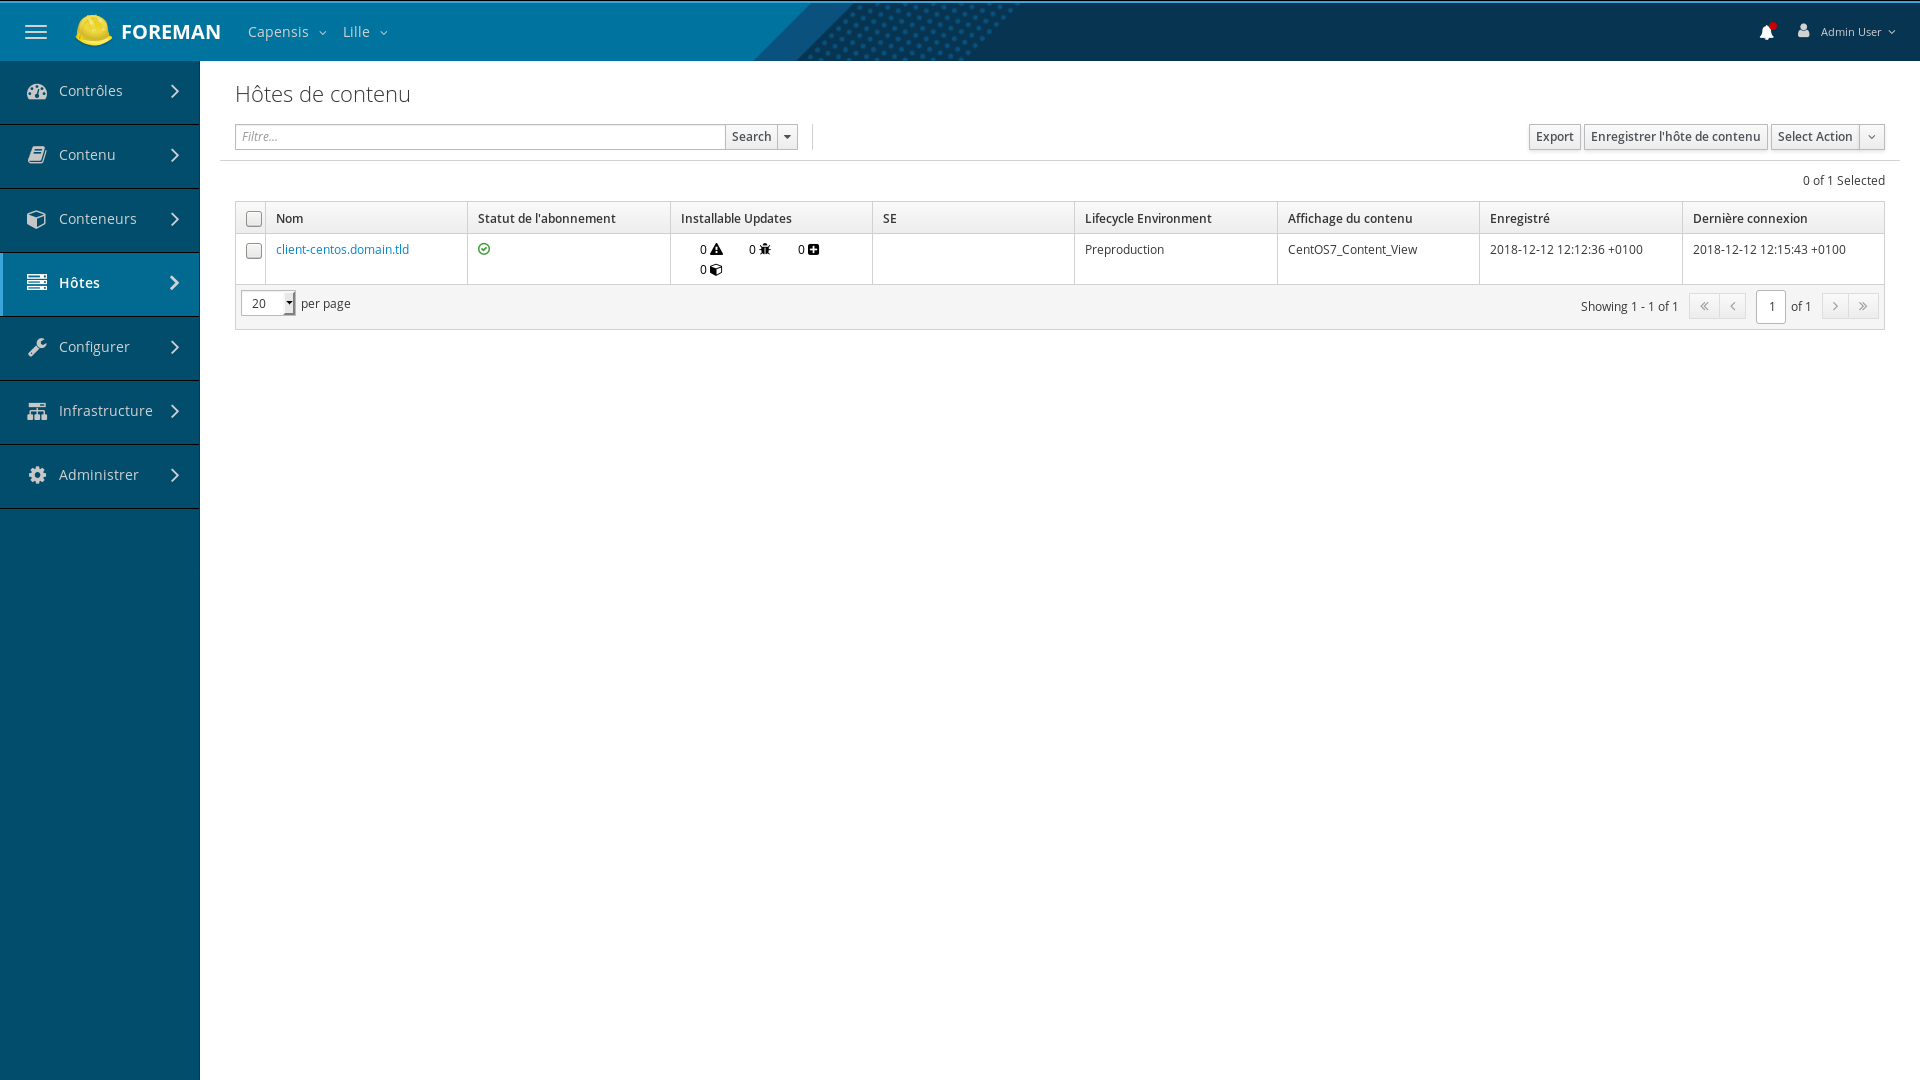 FOREMAN Capensis Lille Admin User
Contrôles
Contenu
Conteneurs
Hôtes
Configurer
Infrastructure
Administrer
Hôtes de contenu
Filtre... Search Export Enregistrer l'hôte de contenu Select Action
0 of 1 Selected
Nom Statut de l'abonnement Installable Updates SE Lifecycle Environment Affichage du contenu Enregistré Dernière connexion
client-centos.domain.tld 0 0 0 Preproduction CentOS7_Content_View 2018-12-12 12:12:36 +0100 2018-12-12 12:15:43 +0100
0
20 per page Showing 1 - 1 of 1 1 of 1